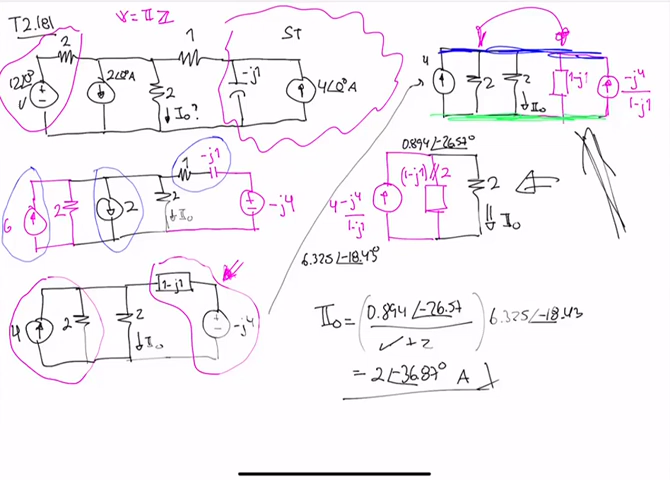 T2.181
V=IZ
2
1
ST
12∠0°
V
2∠0°A
2
I₀?
-j1
4∠0°A
4
2
2
I₀
1-j1
-j4
1-j1
1
-j1
6
2
2
2
I₀
-j4
0.894∠-26.57°
4-j4
1-j1
(1-j1)//2
2
I₀
6.325∠-18.43°
4
2
2
I₀
1-j1
-j4
I₀ = (0.894∠-26.57 / ✓+2) 6.325∠-18.43
= 2∠-36.87° A